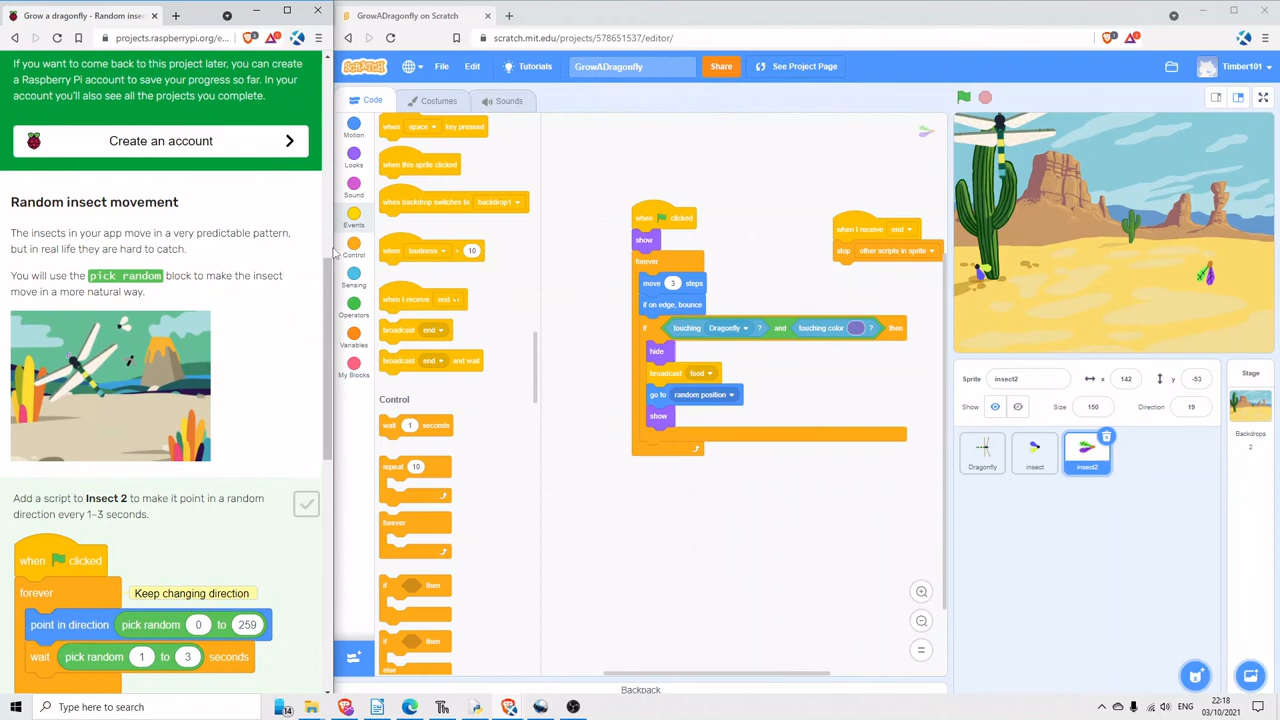 Grow a dragonfly - Random insec
GrowADragonfly on Scratch
projects.raspberrypi.org/e...
scratch.mit.edu/projects/578651537/editor/
If you want to come back to this project later, you can create
a Raspberry Pi account to save your progress so far. In your
account you'll also see all the projects you complete.
Create an account
Random insect movement
The insects in your app move in a very predictable pattern,
but in real life they are hard to catch.
You will use the pick random block to make the insect
move in a more natural way.
Add a script to Insect 2 to make it point in a random
direction every 1-3 seconds.
when clicked
forever
Keep changing direction
point in direction pick random 0 to 259
wait pick random 1 to 3 seconds
SCRATCH
File
Edit
Tutorials
GrowADragonfly
Share
See Project Page
Timber101
Code
Costumes
Sounds
Motion
Looks
Sound
Events
Control
Sensing
Operators
Variables
My Blocks
when space key pressed
when this sprite clicked
when backdrop switches to backdrop1
when loudness > 10
when I receive end
broadcast end
broadcast end and wait
Control
wait 1 seconds
repeat 10
forever
if then
if then
else
when clicked
show
forever
move 3 steps
if on edge, bounce
if touching Dragonfly ? and touching color ? then
hide
broadcast food
go to random position
show
when I receive end
stop other scripts in sprite
Sprite insect2 x 142 y -53
Show Size 150 Direction 19
Dragonfly
insect
insect2
Stage
Backdrops
2
Backpack
Type here to search
14
ENG
22:18
03/10/2021